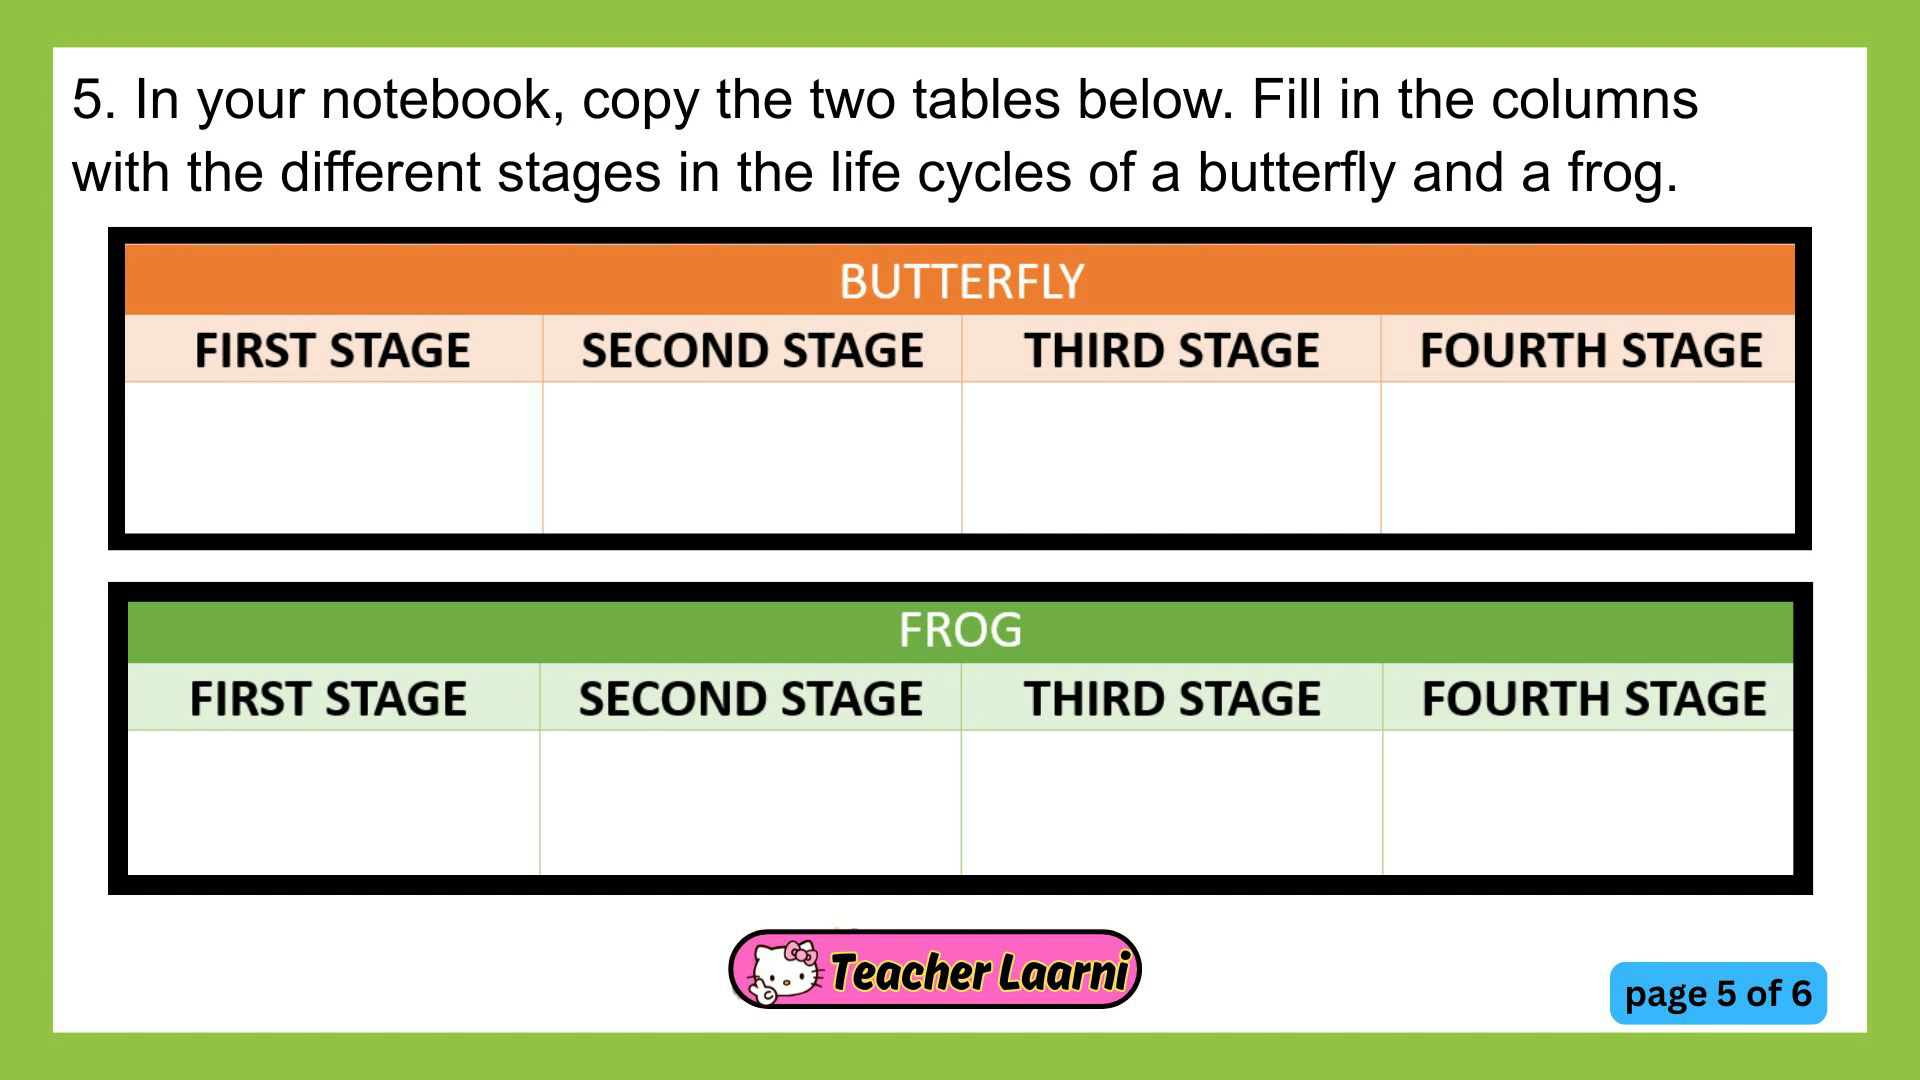 5. In your notebook, copy the two tables below. Fill in the columns
with the different stages in the life cycles of a butterfly and a frog.
BUTTERFLY
FIRST STAGE SECOND STAGE THIRD STAGE FOURTH STAGE
FROG
FIRST STAGE SECOND STAGE THIRD STAGE FOURTH STAGE
Teacher Laarni
page 5 of 6